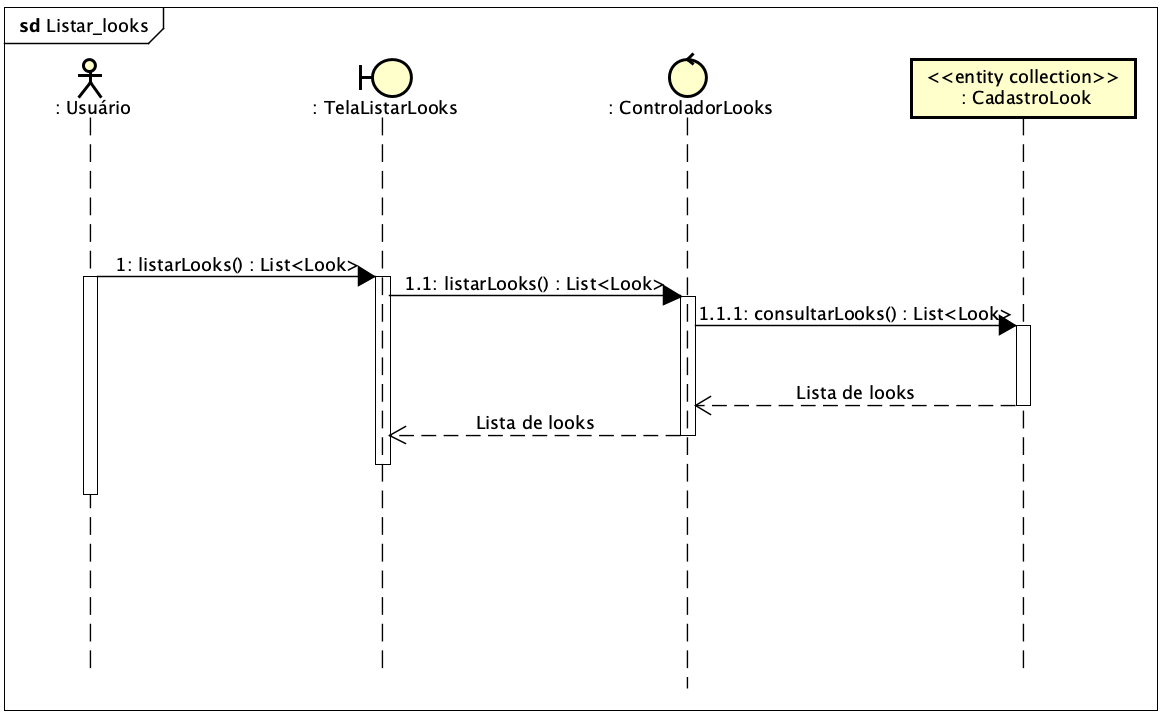 sd Listar_looks
: Usuário
: TelaListarLooks
: ControladorLooks
<<entity collection>>
: CadastroLook
1: listarLooks() : List<Look>
1.1: listarLooks() : List<Look>
1.1.1: consultarLooks() : List<Look>
Lista de looks
Lista de looks